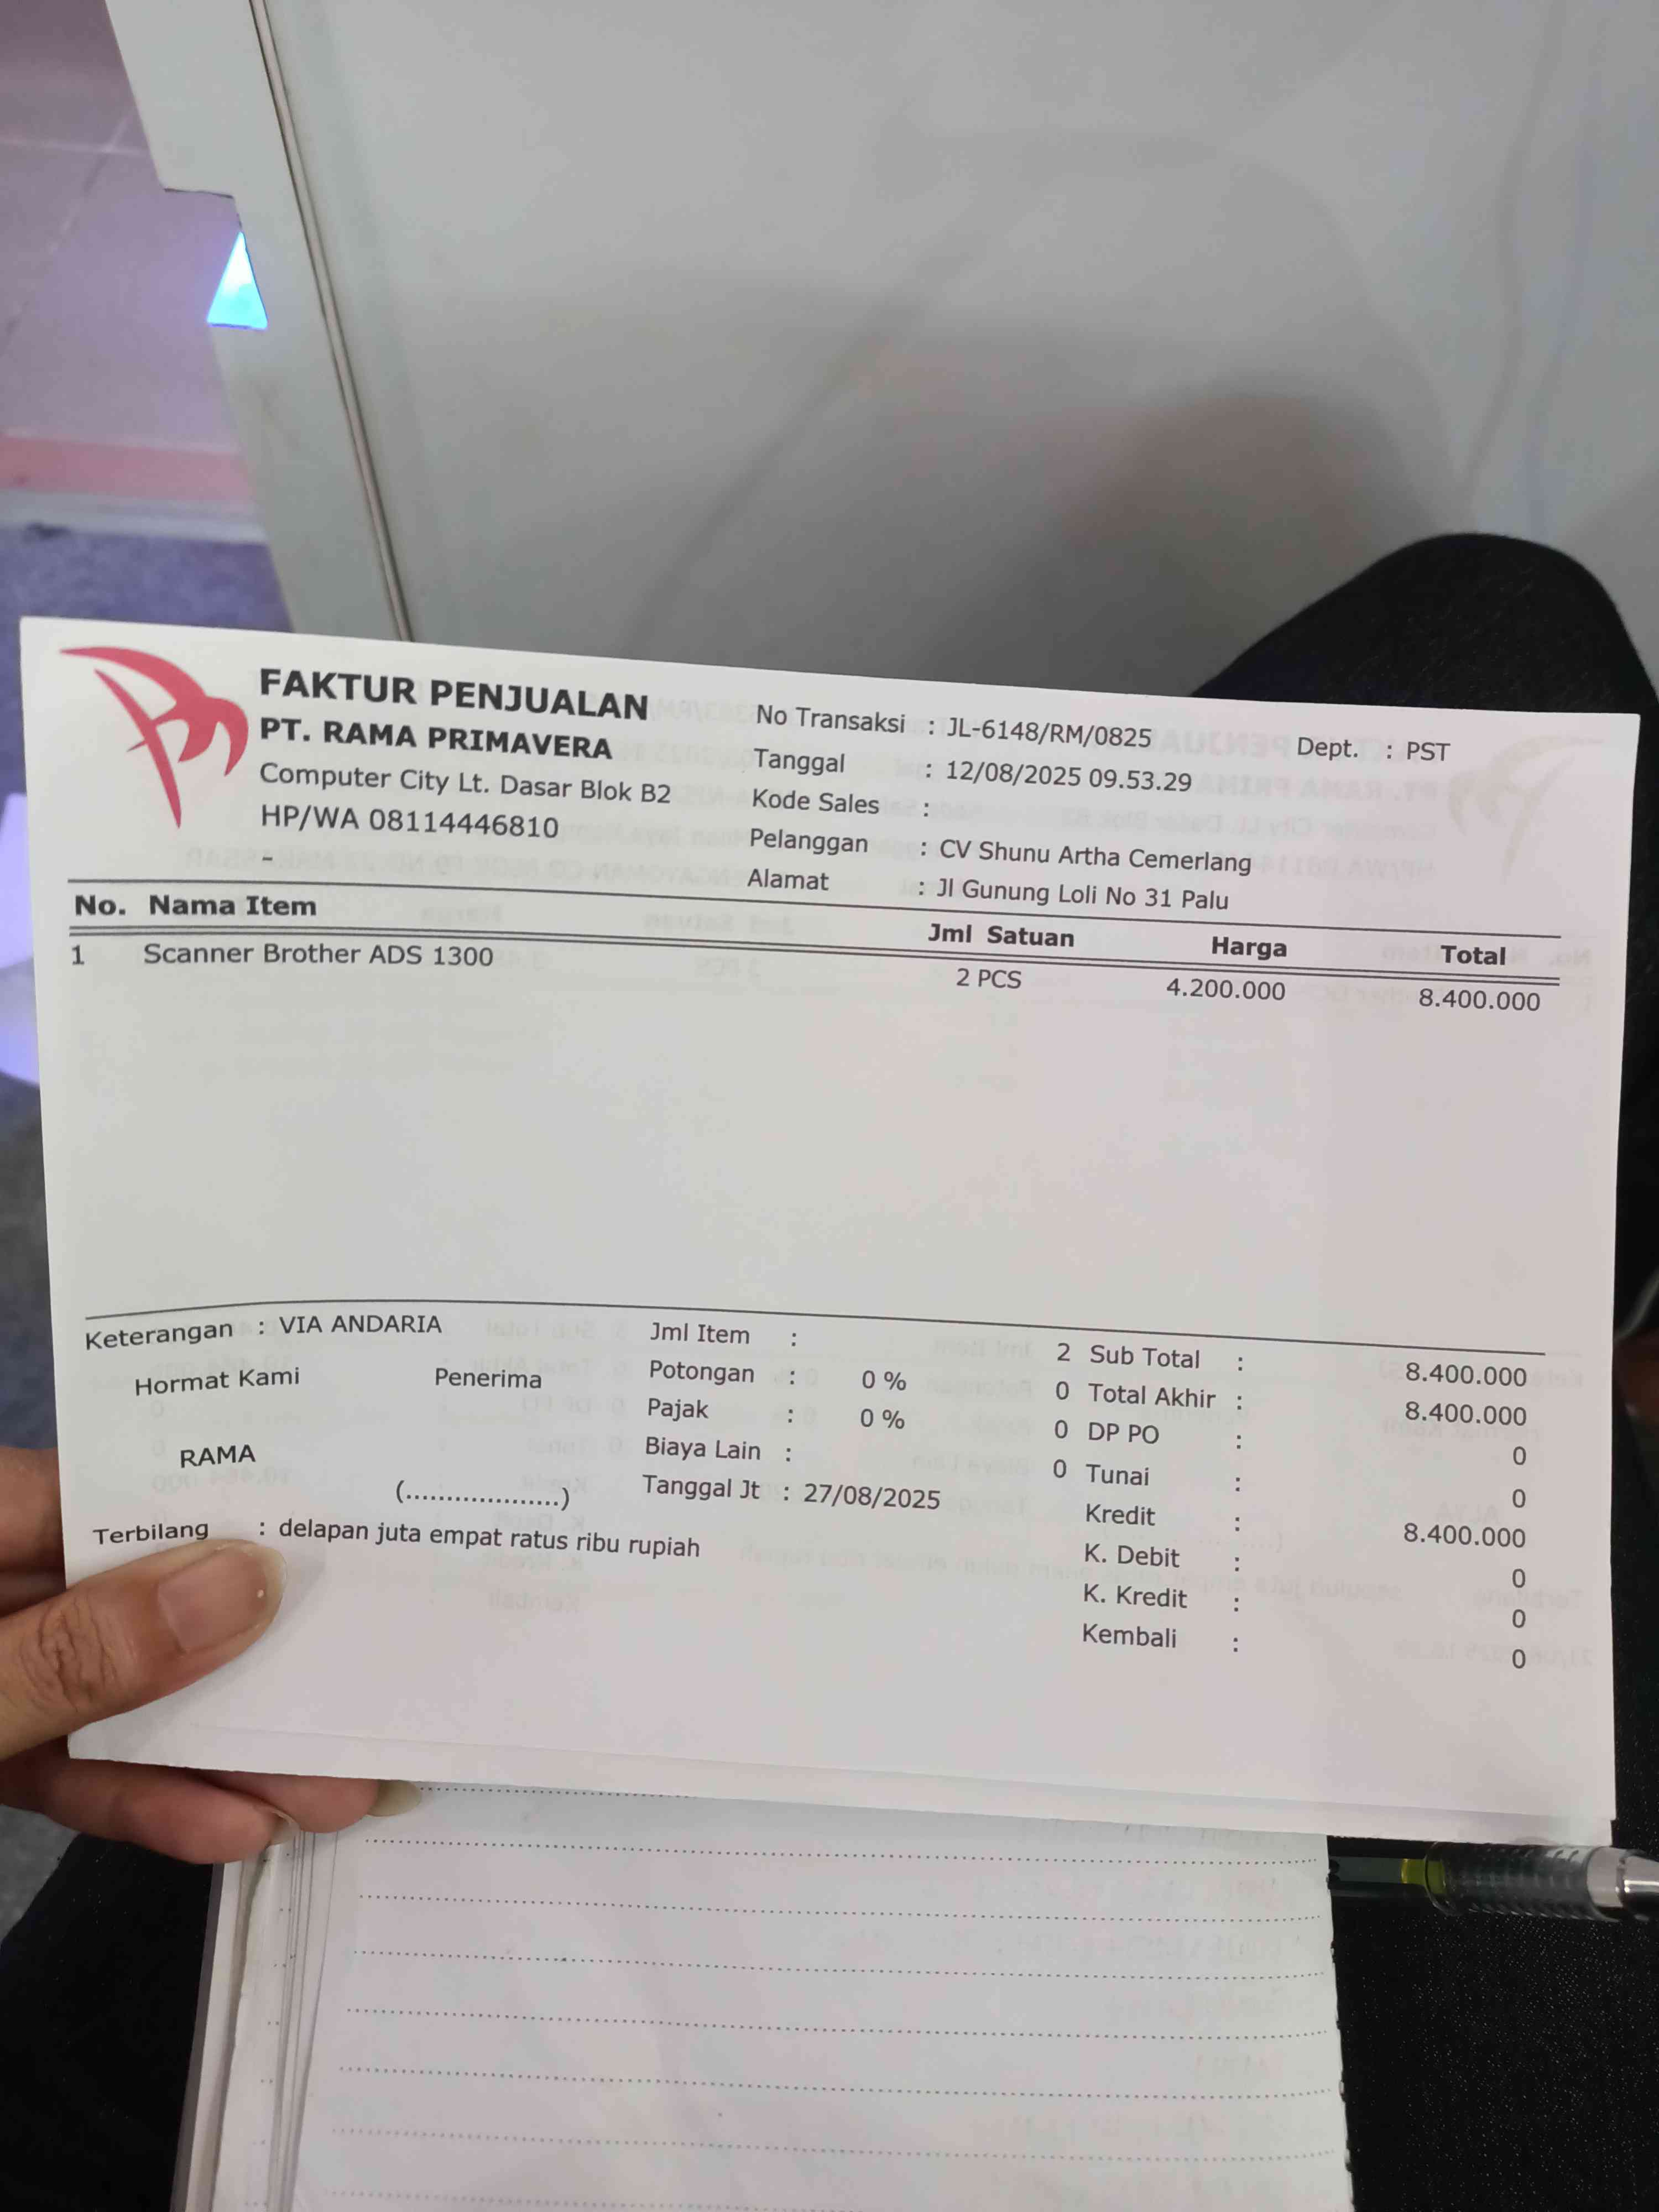 FAKTUR PENJUALAN
PT. RAMA PRIMAVERA
Computer City Lt. Dasar Blok B2
HP/WA 08114446810
-
No Transaksi : JL-6148/RM/0825 Dept. : PST
Tanggal : 12/08/2025 09.53.29
Kode Sales :
Pelanggan : CV Shunu Artha Cemerlang
Alamat : Jl Gunung Loli No 31 Palu
No. Nama Item Jml Satuan Harga Total
1 Scanner Brother ADS 1300 2 PCS 4.200.000 8.400.000
Keterangan : VIA ANDARIA
Hormat Kami Penerima
RAMA
(...................)
Jml Item : 2
Potongan : 0 % 0
Pajak : 0 % 0
Biaya Lain : 0
Tanggal Jt : 27/08/2025
Sub Total : 8.400.000
Total Akhir : 8.400.000
DP PO : 0
Tunai : 0
Kredit : 8.400.000
K. Debit : 0
K. Kredit : 0
Kembali : 0
Terbilang : delapan juta empat ratus ribu rupiah